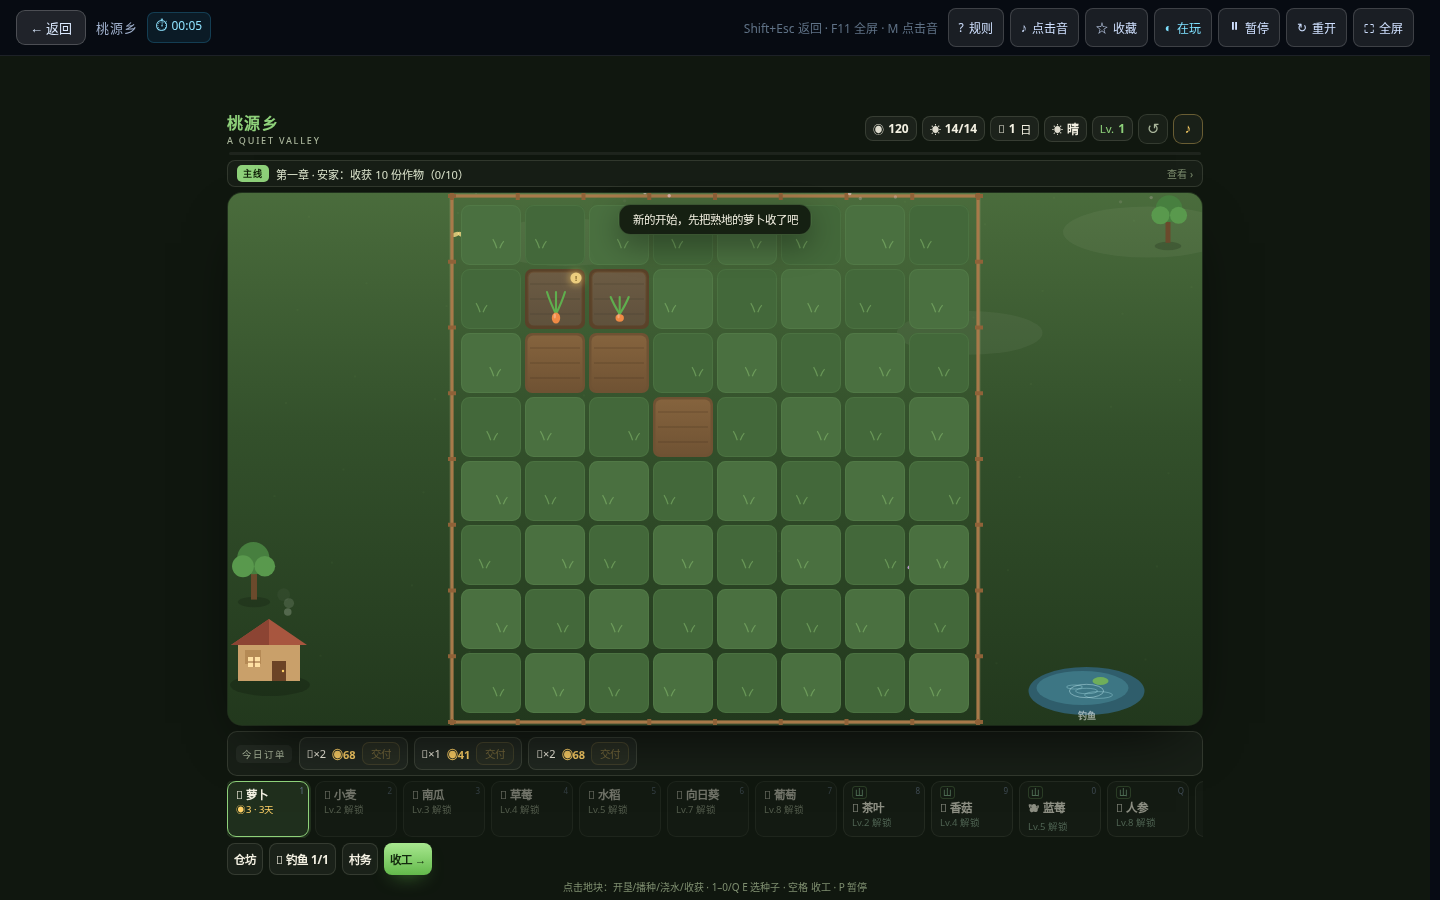 ← 返回
桃源乡
⏱ 00:05
Shift+Esc 返回 · F11 全屏 · M 点击音
? 规则
♪ 点击音
☆ 收藏
在玩
⏸ 暂停
↻ 重开
⛶ 全屏
桃源乡
A QUIET VALLEY
◉ 120
☀ 14/14
1 日
☀ 晴
Lv. 1
↺
♪
主线 第一章 · 安家：收获 10 份作物（0/10）
查看 ›
新的开始，先把熟地的萝卜收了吧
!
钓鱼
今日订单
×2 ◉68 交付
×1 ◉41 交付
×2 ◉68 交付
萝卜 1
◉3 · 3天
小麦 2
Lv.2 解锁
南瓜 3
Lv.3 解锁
草莓 4
Lv.4 解锁
水稻 5
Lv.5 解锁
向日葵 6
Lv.7 解锁
葡萄 7
Lv.8 解锁
山 8
茶叶
Lv.2 解锁
山 9
香菇
Lv.4 解锁
山 0
蓝莓
Lv.5 解锁
山 Q
人参
Lv.8 解锁
仓坊
钓鱼 1/1
村务
收工 →
点击地块：开垦/播种/浇水/收获 · 1–0/Q E 选种子 · 空格 收工 · P 暂停